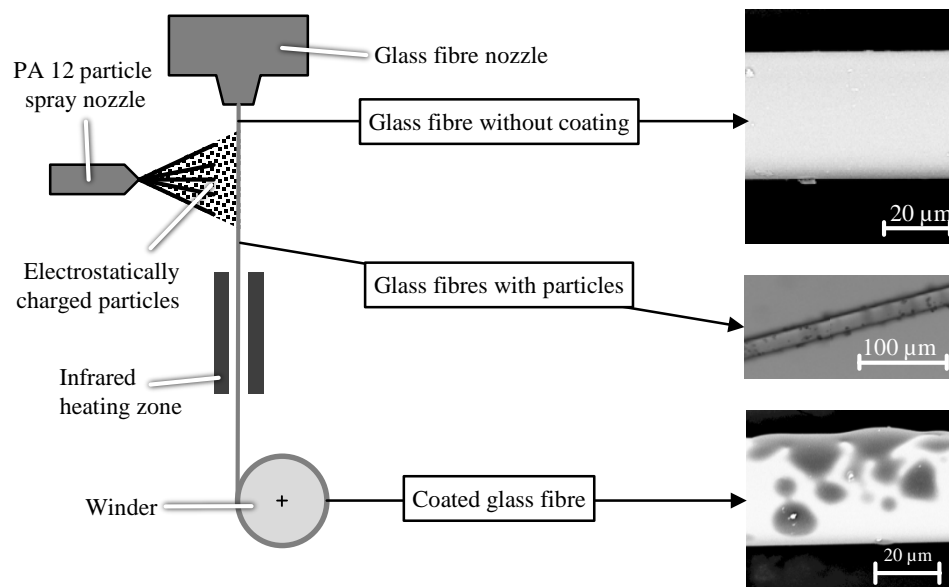 Glass fibre nozzle
PA 12 particle
spray nozzle
Glass fibre without coating
20 µm
Electrostatically
charged particles
Glass fibres with particles
100 µm
Infrared
heating zone
Winder
Coated glass fibre
20 µm